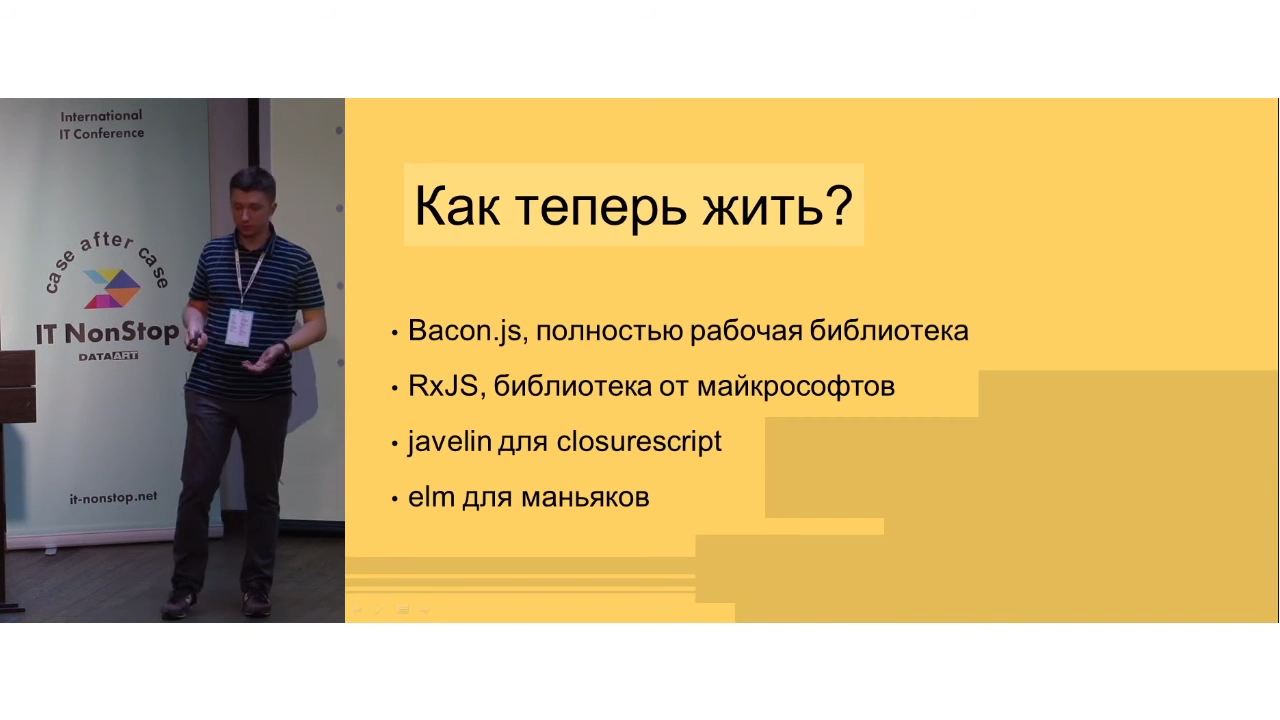 International
IT Conference
case after case
IT NonStop
DATAART
it-nonstop.net
Как теперь жить?
• Bacon.js, полностью рабочая библиотека
• RxJS, библиотека от майкрософтов
• javelin для closurescript
• elm для маньяков